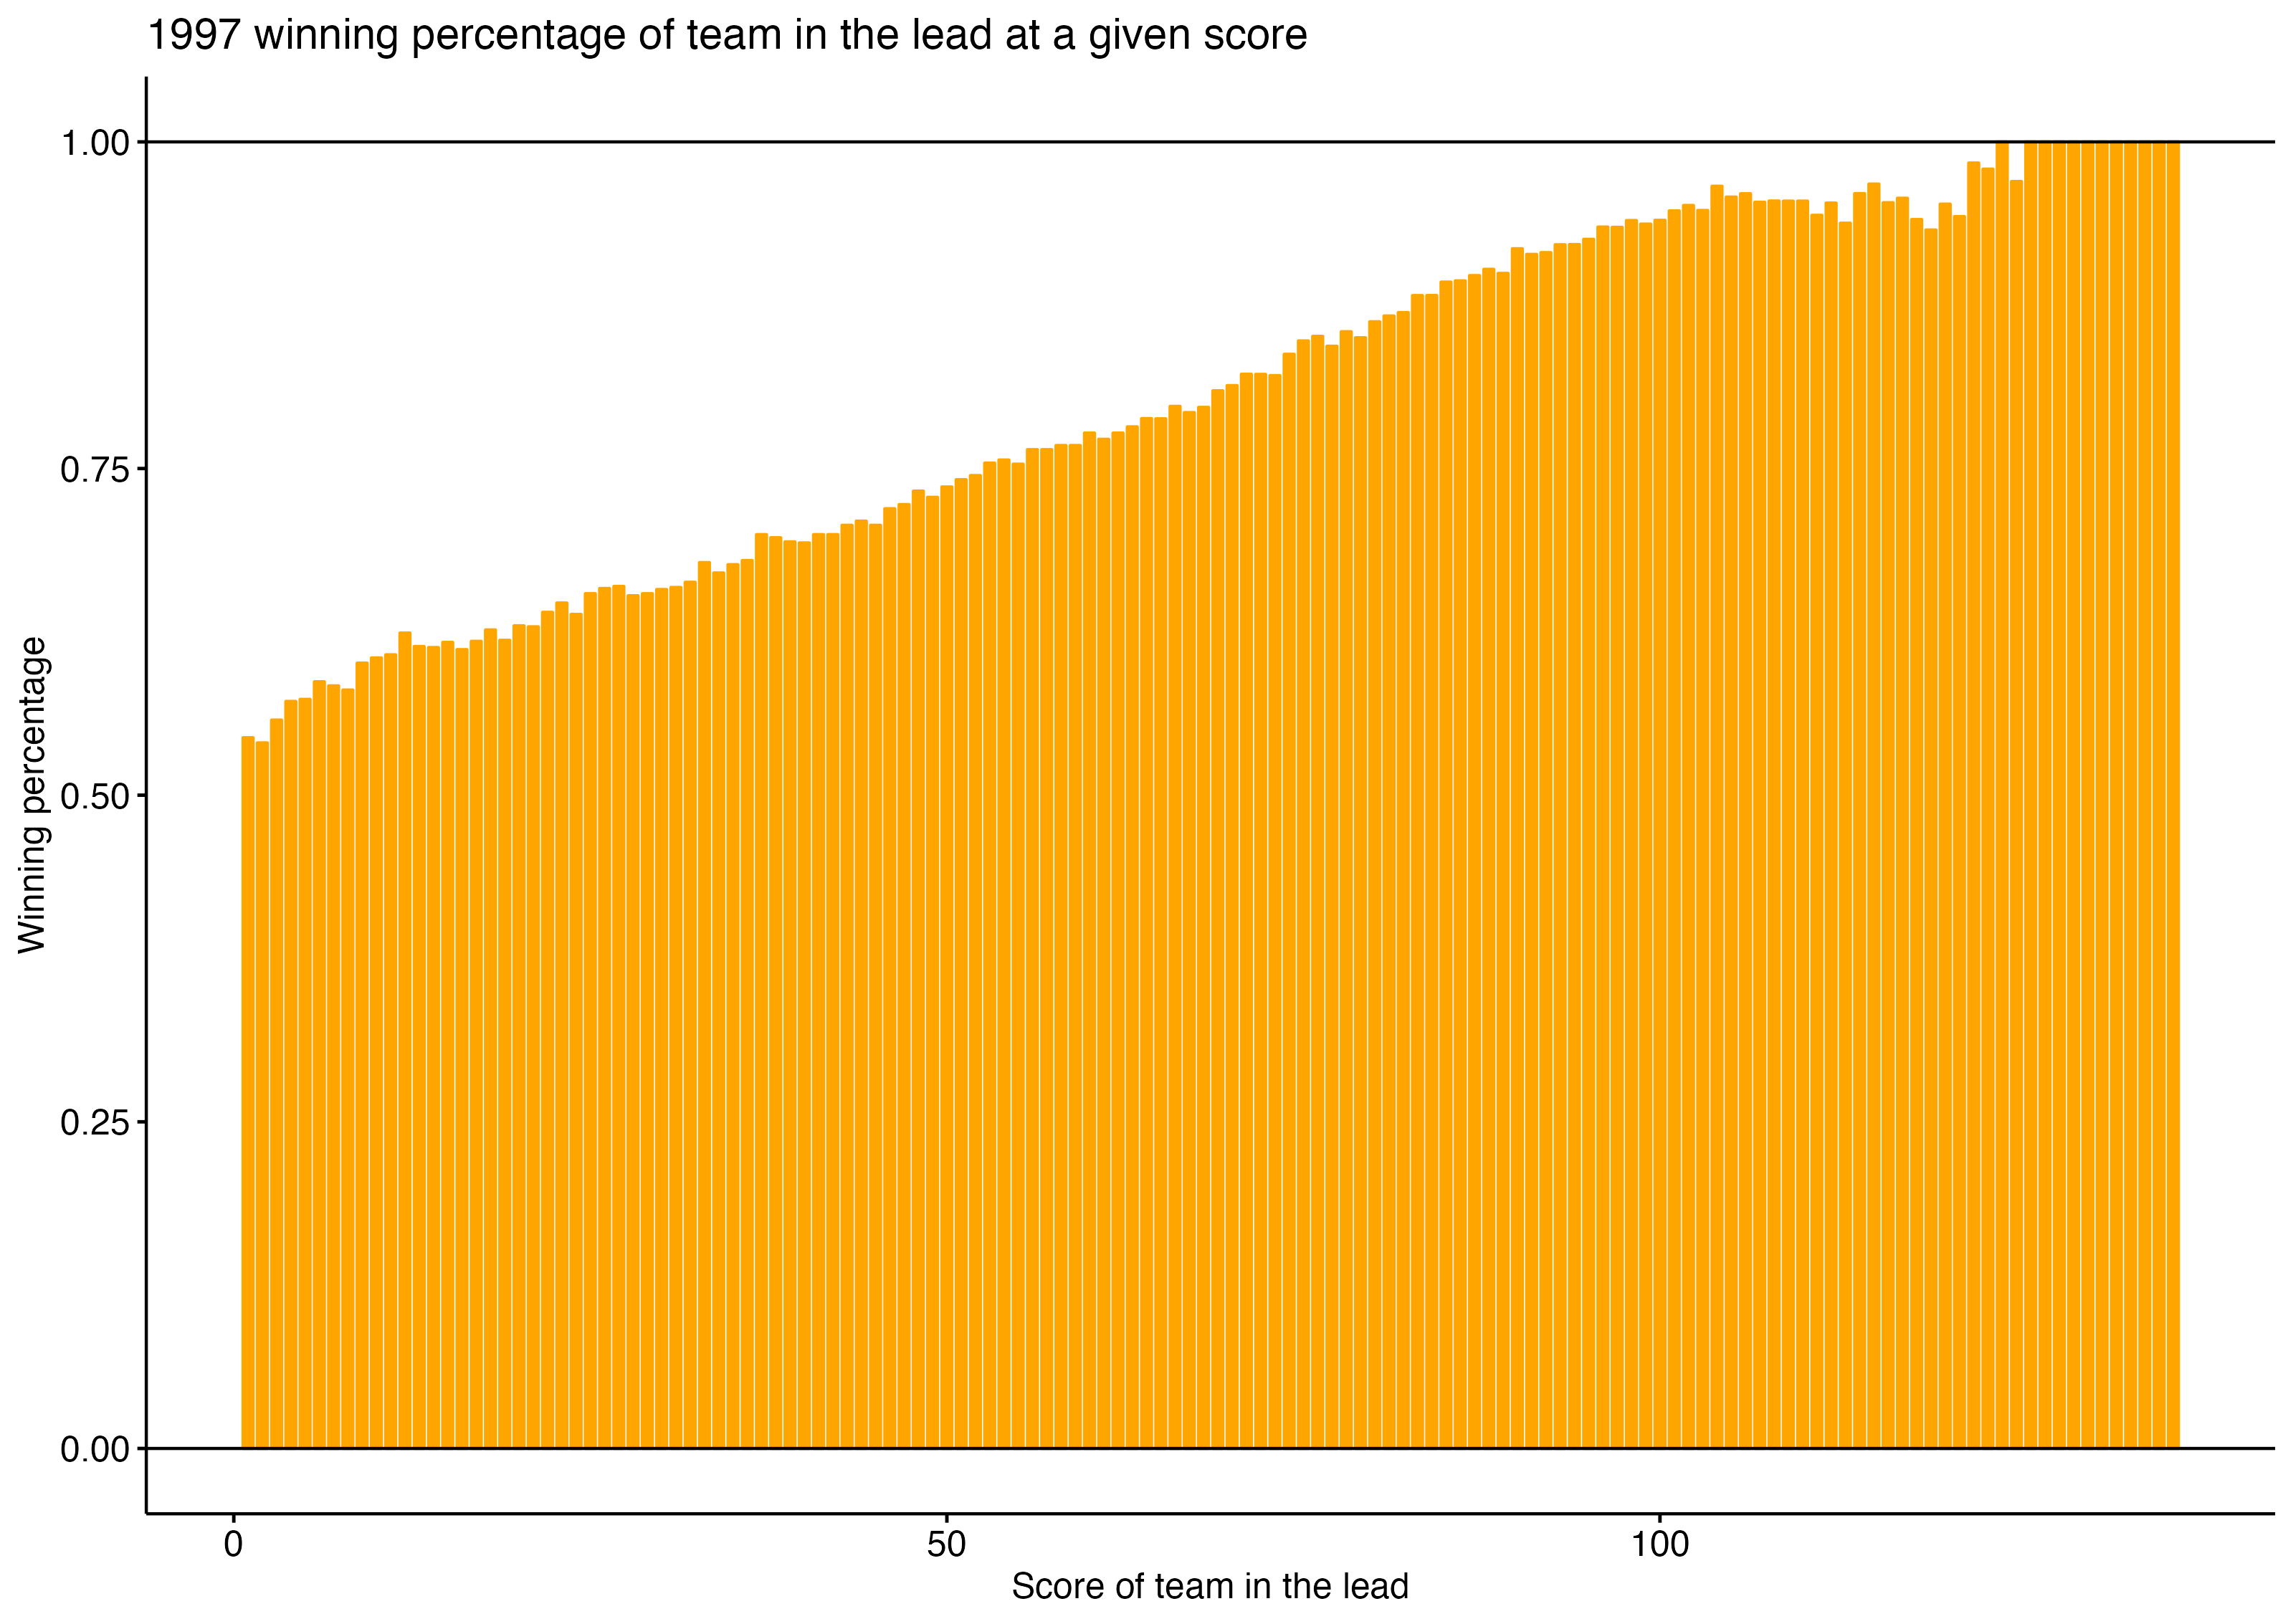 1997 winning percentage of team in the lead at a given score
1.00
0.75
0.50
0.25
0.00
Winning percentage
0
50
100
Score of team in the lead